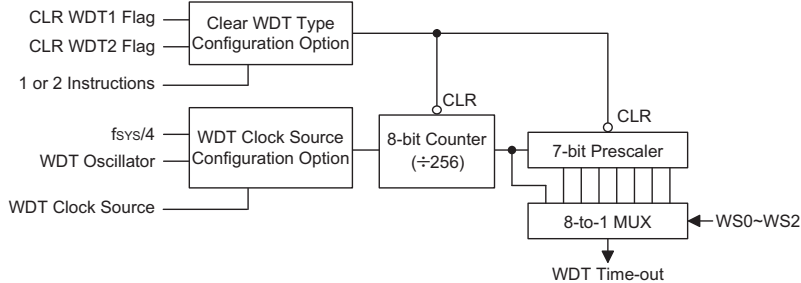 CLR WDT1 Flag
CLR WDT2 Flag
1 or 2 Instructions
Clear WDT Type
Configuration Option
CLR
CLR
fSYS/4
WDT Oscillator
WDT Clock Source
WDT Clock Source
Configuration Option
8-bit Counter
(÷256)
7-bit Prescaler
8-to-1 MUX
WS0~WS2
WDT Time-out